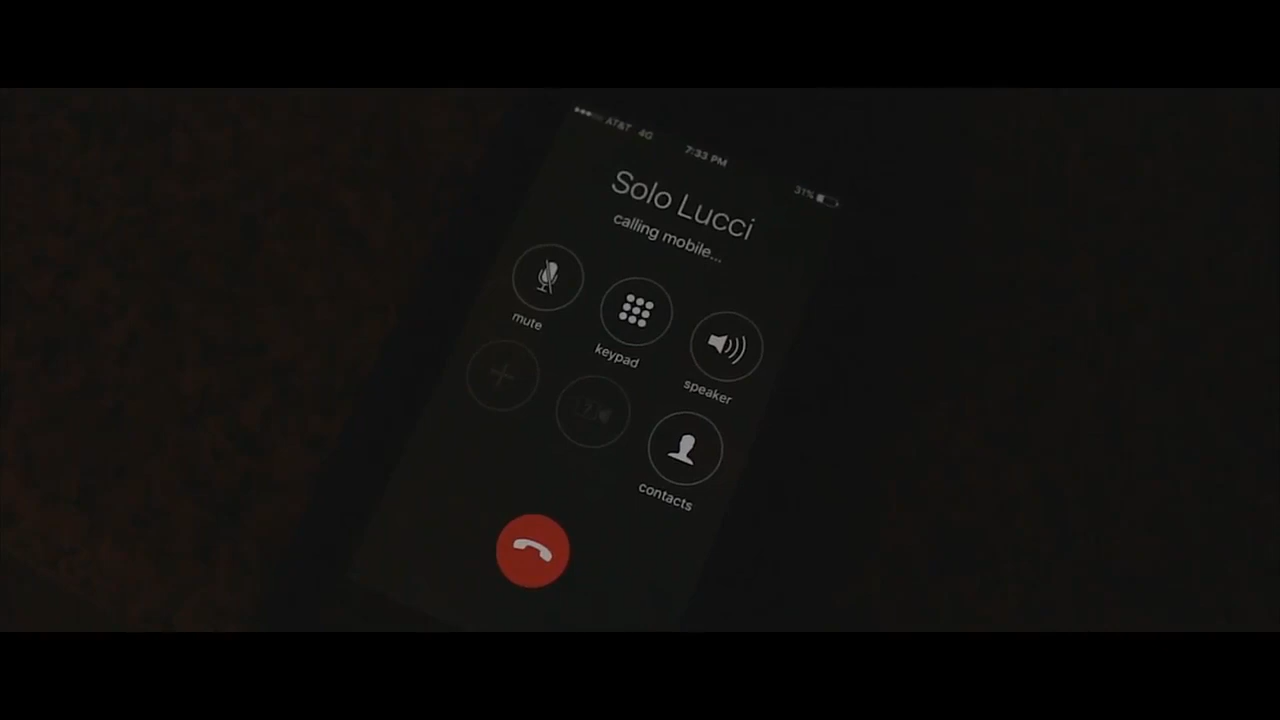 AT&T 4G 7:33 PM 31%
Solo Lucci
calling mobile...
mute keypad speaker
contacts